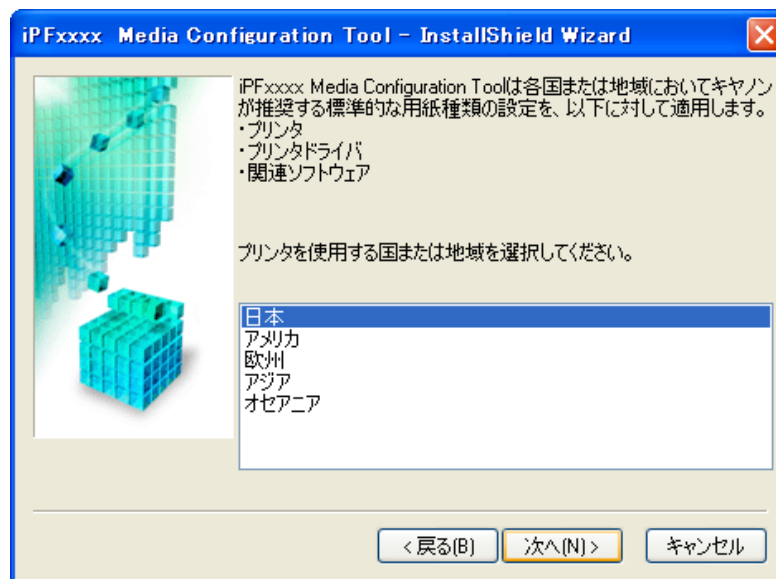 iPFxxxx Media Configuration Tool - InstallShield Wizard
iPFxxxx Media Configuration Toolは各国または地域においてキヤノン
が推奨する標準的な用紙種類の設定を、以下に対して適用します。
・プリンタ
・プリンタドライバ
・関連ソフトウェア
プリンタを使用する国または地域を選択してください。
日本
アメリカ
欧州
アジア
オセアニア
< 戻る(B)
次へ(N) >
キャンセル